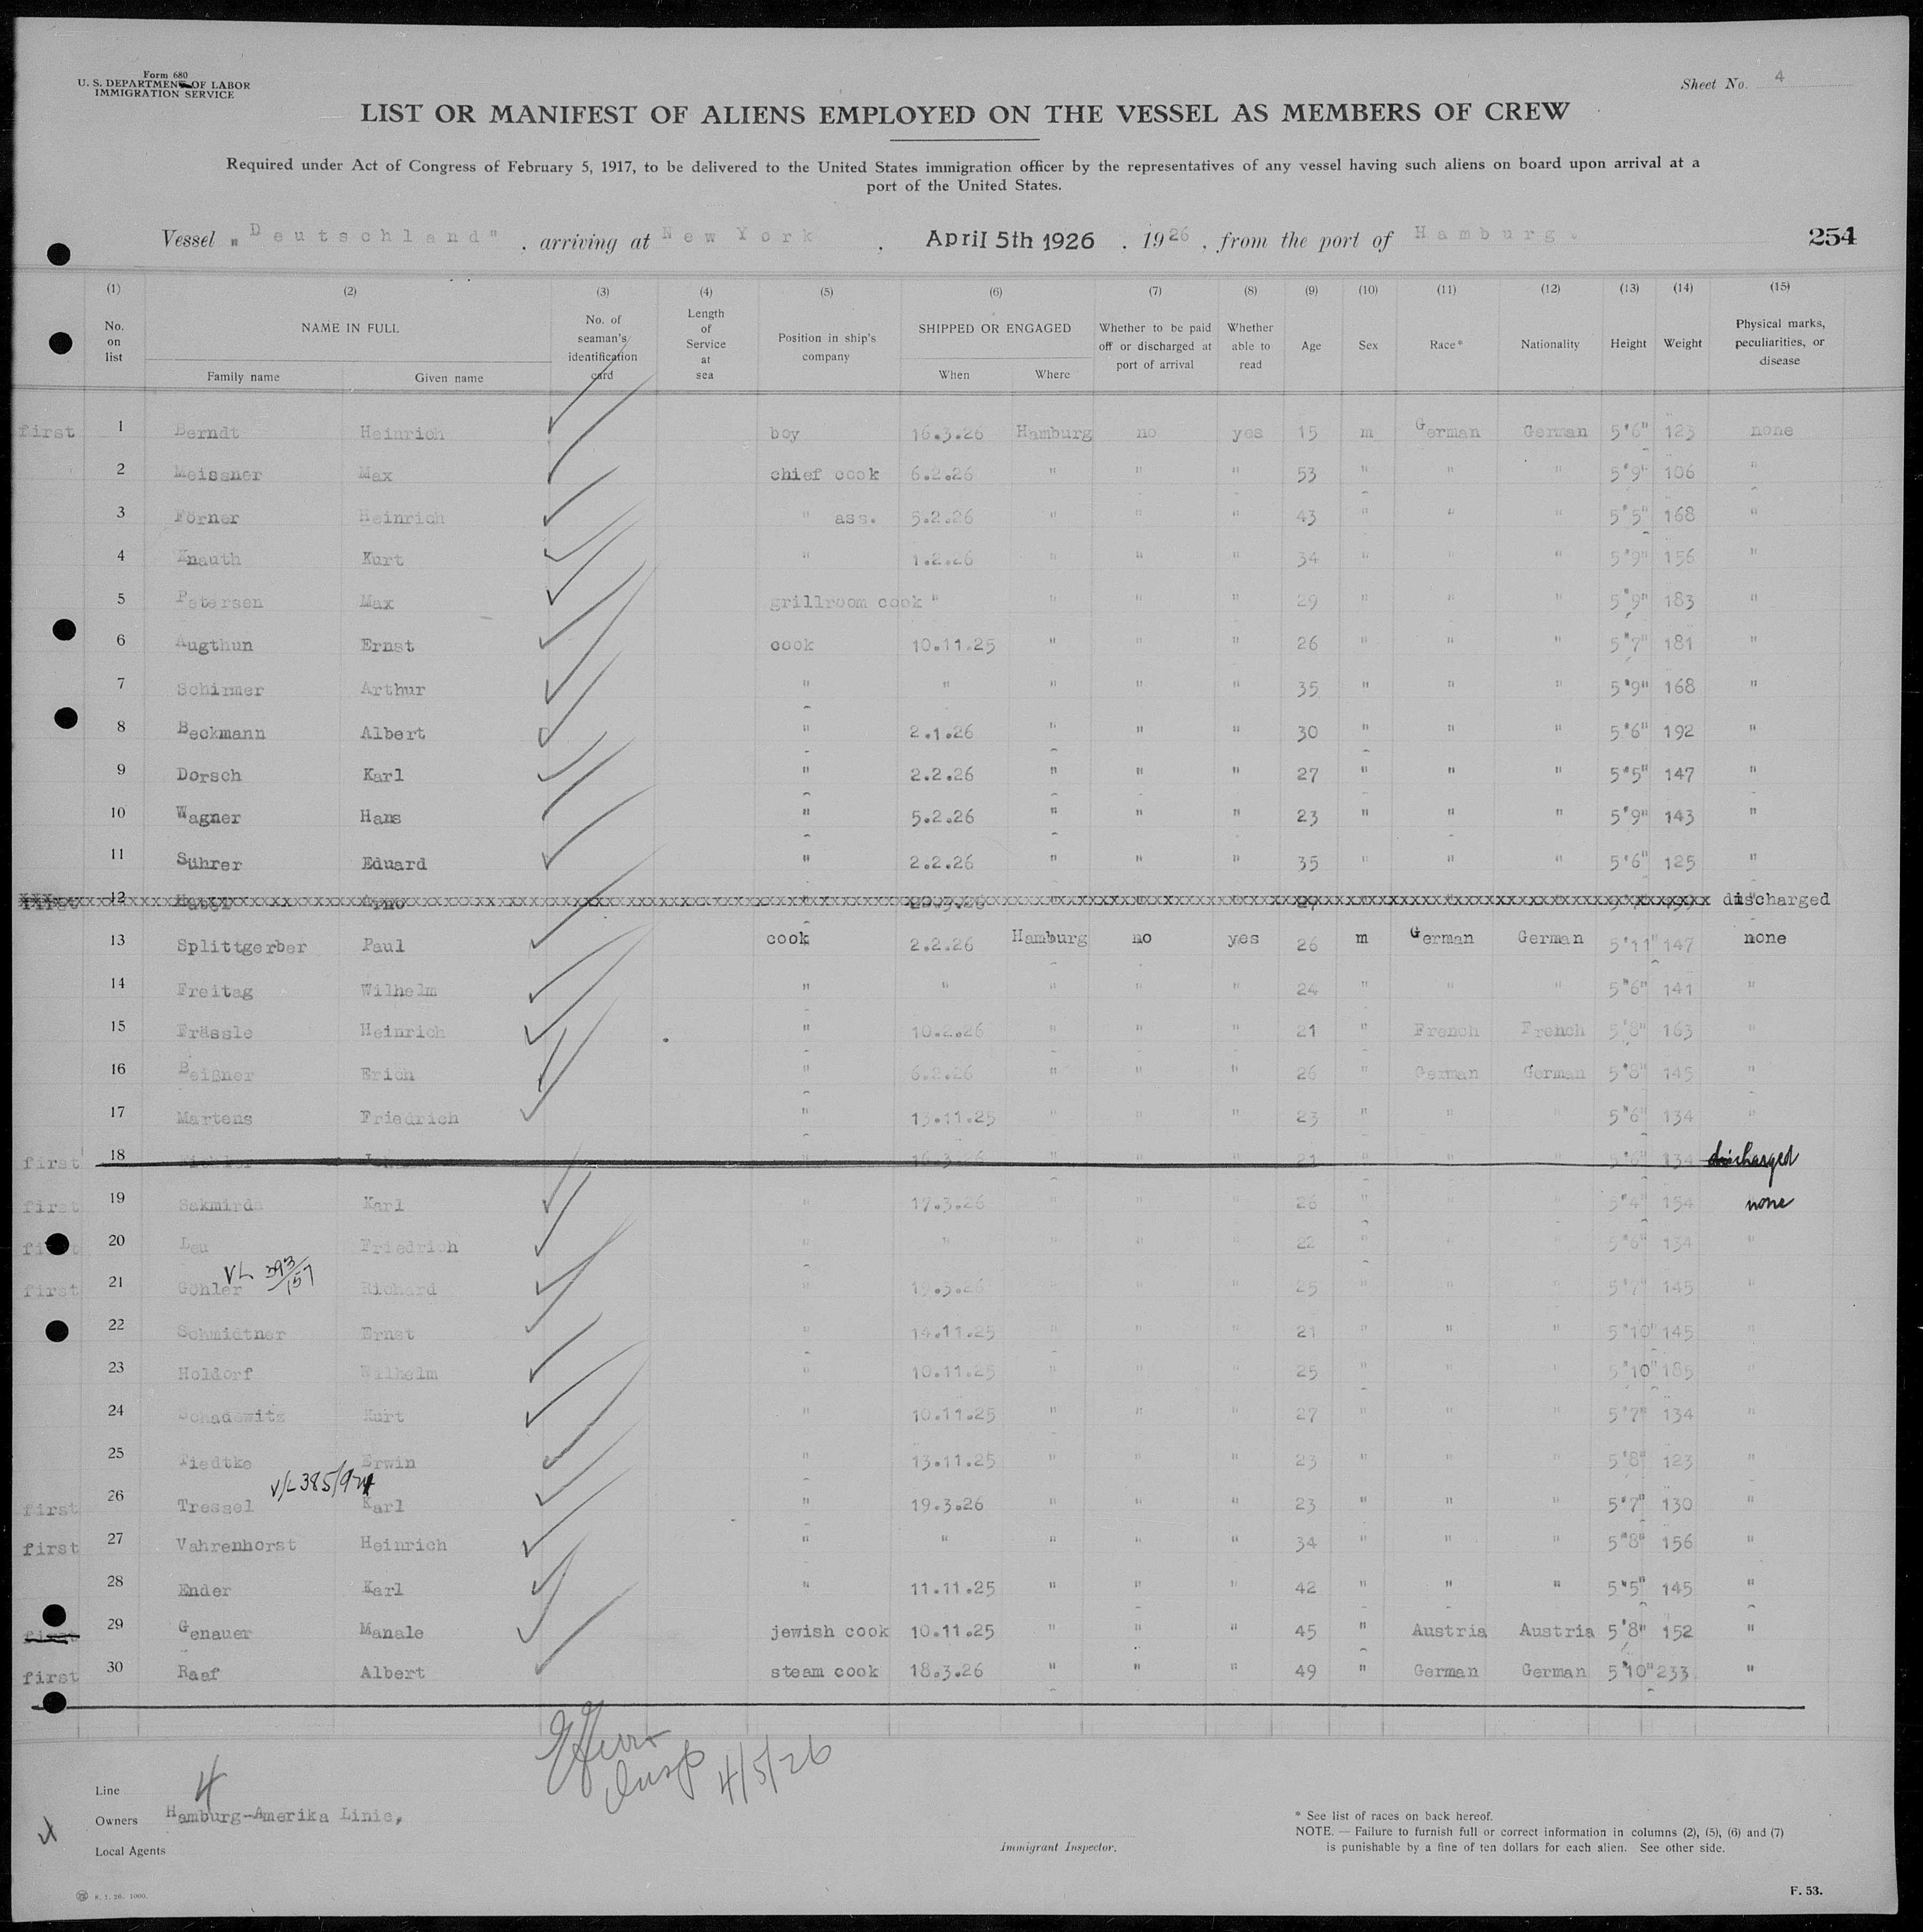 Form 680
U. S. DEPARTMENT OF LABOR
IMMIGRATION SERVICE
Sheet No. 4
LIST OR MANIFEST OF ALIENS EMPLOYED ON THE VESSEL AS MEMBERS OF CREW
Required under Act of Congress of February 5, 1917, to be delivered to the United States immigration officer by the representatives of any vessel having such aliens on board upon arrival at a
port of the United States.
Vessel "Deutschland", arriving at New York, April 5th 1926, 1926, from the port of Hamburg.
254
(1) (2) (3) (4) (5) (6) (7) (8) (9) (10) (11) (12) (13) (14) (15)
No. on list NAME IN FULL Family name Given name No. of seaman's identification card Length of Service at sea Position in ship's company SHIPPED OR ENGAGED When Where Whether to be paid off or discharged at port of arrival Whether able to read Age Sex Race* Nationality Height Weight Physical marks, peculiarities, or disease
first 1 Berndt Heinrich boy 16.3.26 Hamburg no yes 15 m German German 5'6" 123 none
2 Meissner Max chief cook 6.2.26 " " " 53 " " " 5'9" 106 "
3 Förner Heinrich " ass. 5.2.26 " " " 43 " " " 5'5" 168 "
4 Knauth Kurt " 1.2.26 " " " 34 " " " 5'9" 156 "
5 Petersen Max grillroom cook " " " " 29 " " " 5'9" 183 "
6 Augthun Ernst cook 10.11.25 " " " 26 " " " 5'7" 181 "
7 Schirmer Arthur " " " " " 35 " " " 5'9" 168 "
8 Beckmann Albert " 2.1.26 " " " 30 " " " 5'6" 192 "
9 Dorsch Karl " 2.2.26 " " " 27 " " " 5'5" 147 "
10 Wagner Hans " 5.2.26 " " " 23 " " " 5'9" 143 "
11 Sührer Eduard " 2.2.26 " " " 35 " " " 5'6" 125 "
first 12 Arno " " " " " " " discharged
13 Splittgerber Paul cook 2.2.26 Hamburg no yes 26 m German German 5'11" 147 none
14 Freitag Wilhelm " " " " " 24 " " " 5'6" 141 "
15 Frässle Heinrich " 10.2.26 " " " 21 " French French 5'8" 163 "
16 Beißner Erich " 6.2.26 " " " 26 " German German 5'8" 145 "
17 Martens Friedrich " 13.11.25 " " " 23 " " " 5'6" 134 "
first 18 " 16.3.26 " " " 21 " " " 5'6" 134 discharged
first 19 Sakmirda Karl " 17.3.26 " " " 26 " " " 5'4" 154 none
first 20 Lau Friedrich " " " " " 22 " " " 5'6" 134 "
VL 393/157
first 21 Göhler Richard " 19.3.26 " " " 25 " " " 5'7" 145 "
22 Schmidtner Ernst " 14.11.25 " " " 21 " " " 5'10" 145 "
23 Holdorf Wilhelm " 10.11.25 " " " 25 " " " 5'10" 185 "
24 Schadewitz Kurt " 10.11.25 " " " 27 " " " 5'7" 134 "
25 Tiedtke Erwin " 13.11.25 " " " 23 " " " 5'8" 123 "
first 26 Tressel Karl " 19.3.26 " " " 23 " " " 5'7" 130 "
first 27 Vahrenhorst Heinrich " " " " " 34 " " " 5'8" 156 "
28 Ender Karl " 11.11.25 " " " 42 " " " 5'5" 145 "
first 29 Genauer Manale jewish cook 10.11.25 " " " 45 " Austria Austria 5'8" 152 "
first 30 Raaf Albert steam cook 18.3.26 " " " 49 " German German 5'10" 233 "
Insp 4/5/26
Line 4
Owners Hamburg-Amerika Linie,
Local Agents
Immigrant Inspector.
* See list of races on back hereof.
NOTE. — Failure to furnish full or correct information in columns (2), (5), (6) and (7)
is punishable by a fine of ten dollars for each alien. See other side.
F. 53.